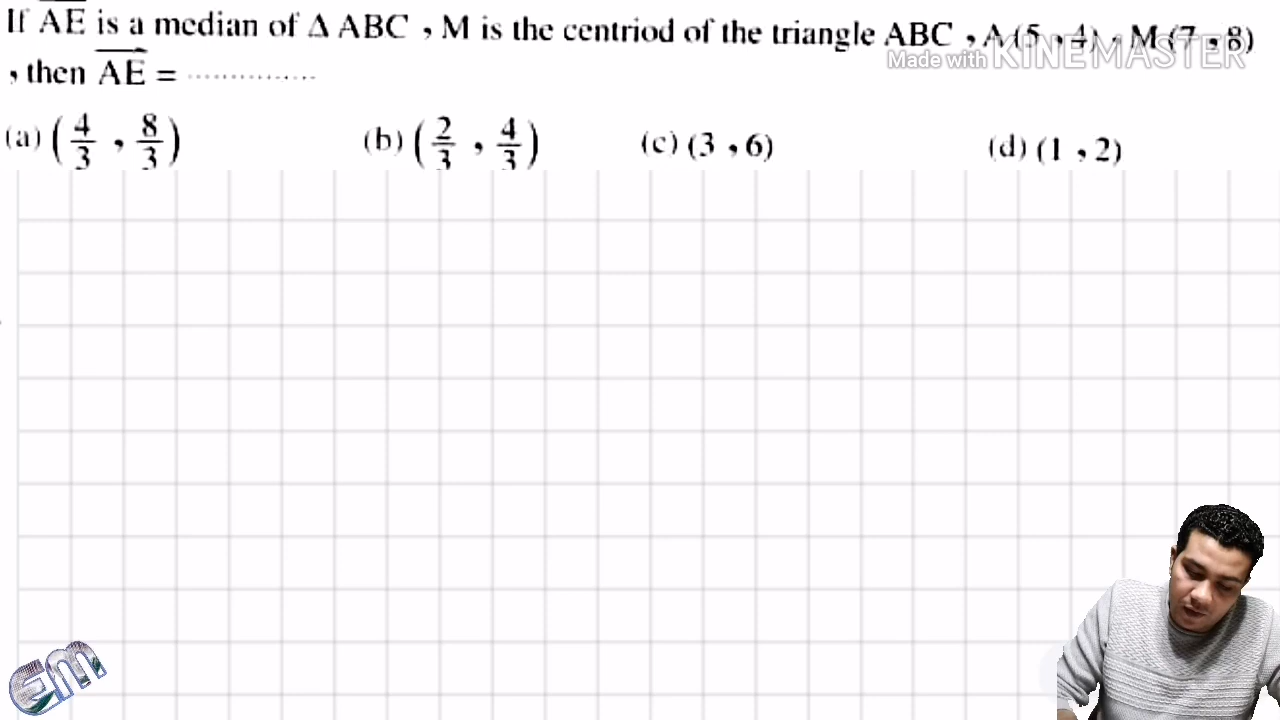 If AE is a median of Δ ABC , M is the centriod of the triangle ABC , A (5 , 4) , M (7 , 8)
Made with KINEMASTER
, then AE = ...............
(a) (4/3 , 8/3) (b) (2/3 , 4/3) (c) (3 , 6) (d) (1 , 2)
GM